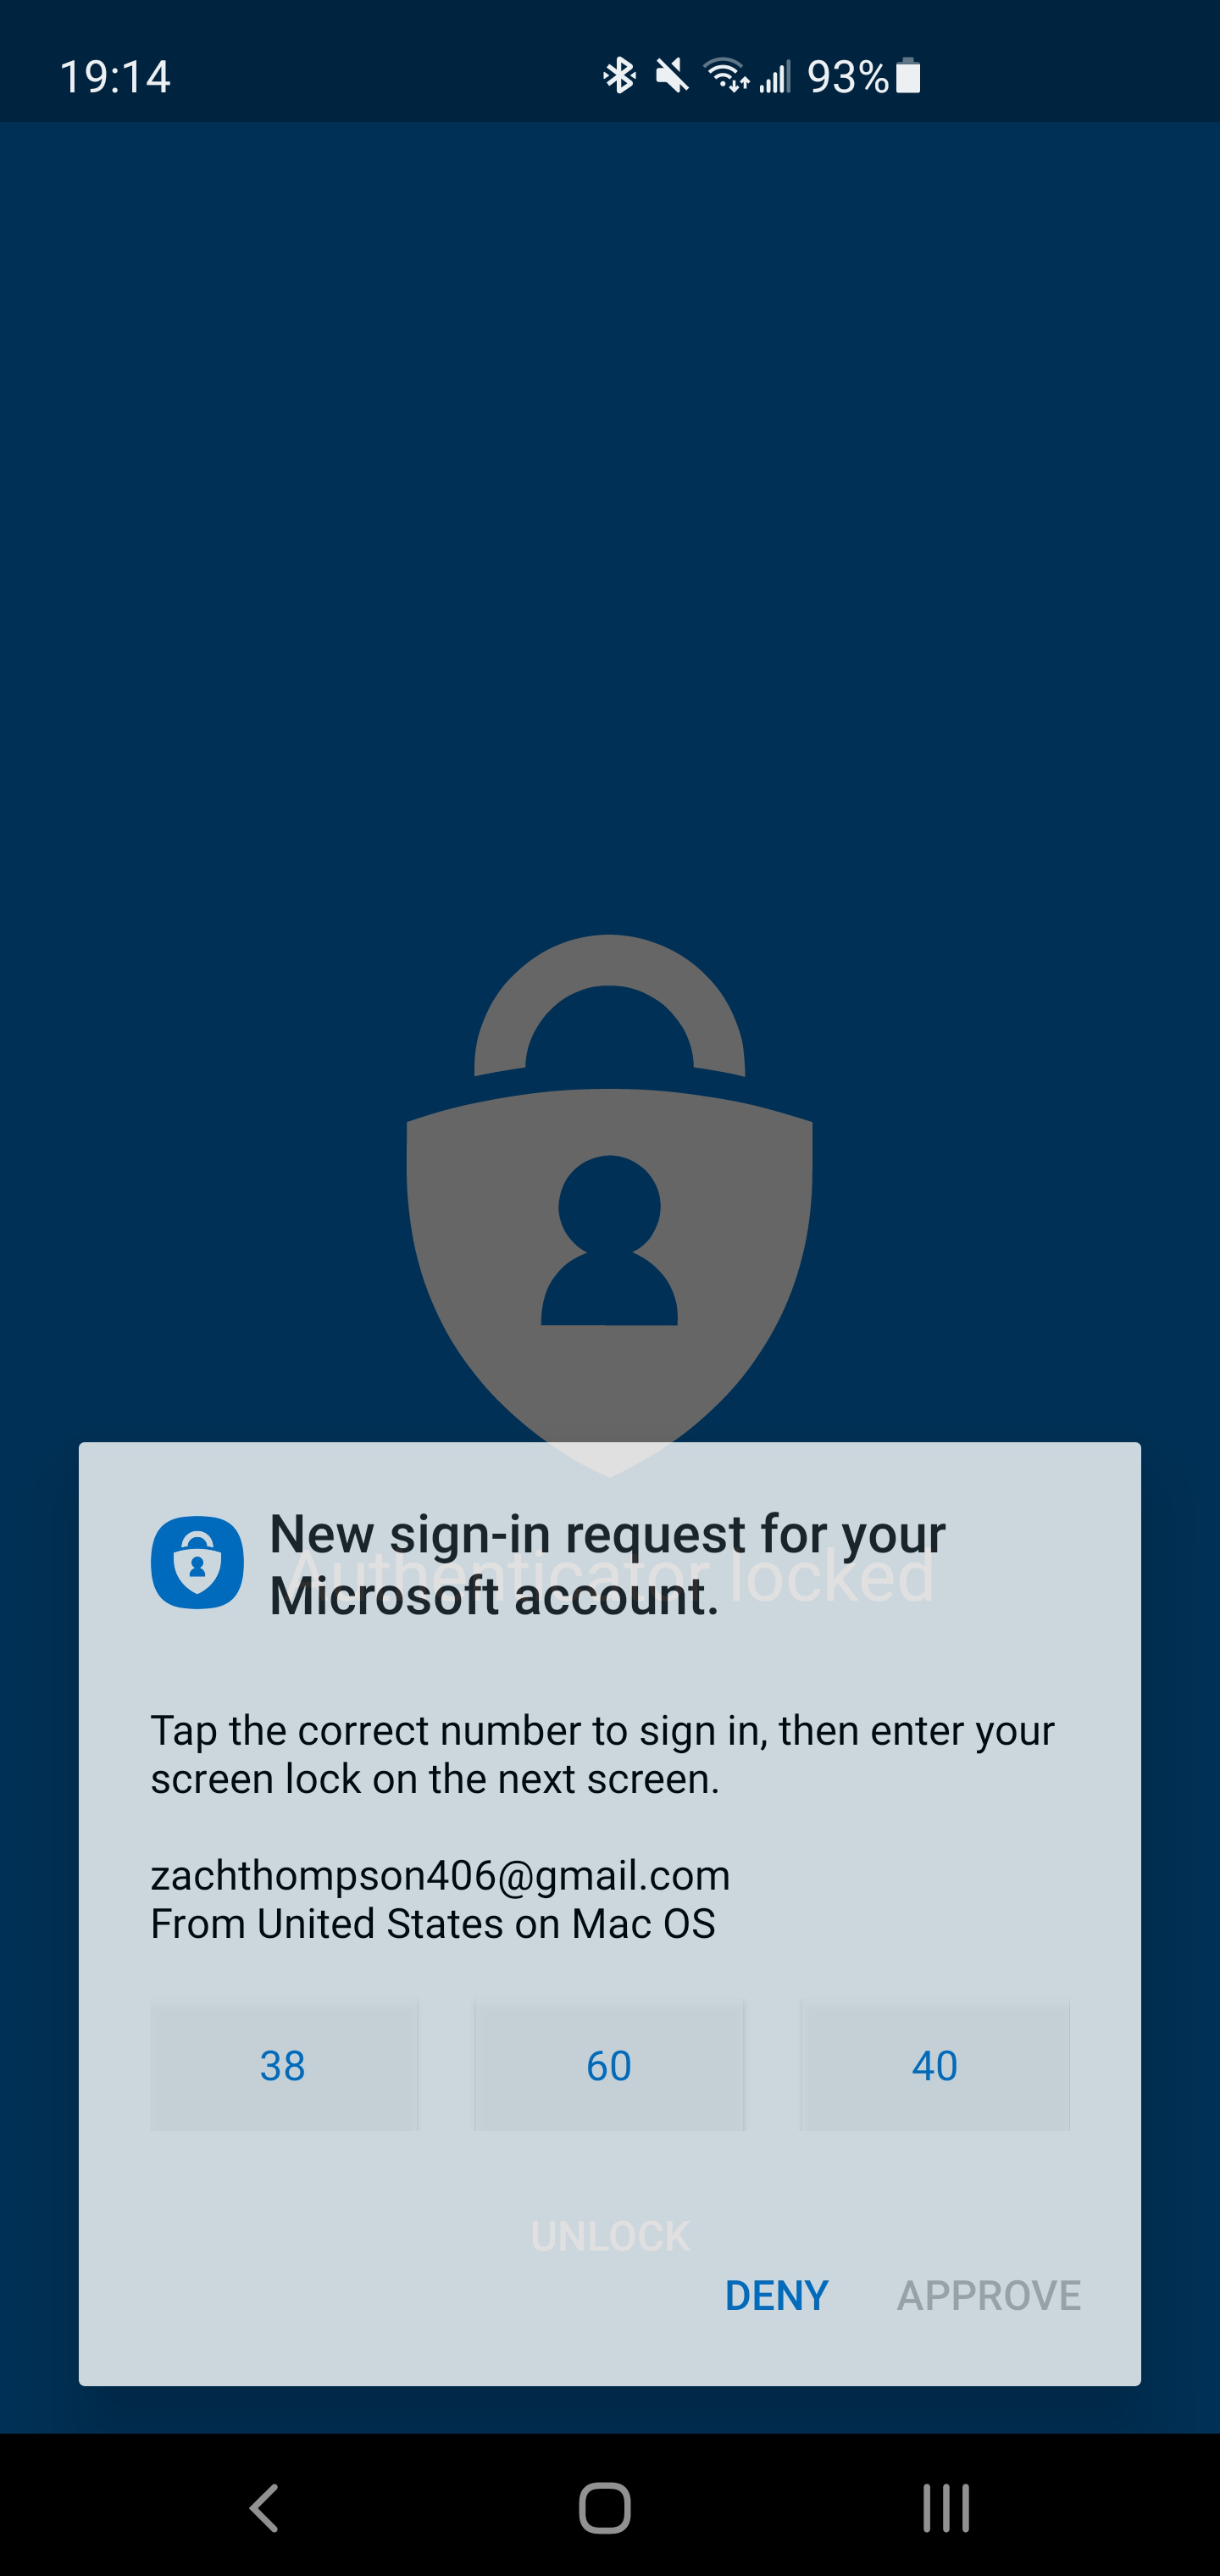 19:14 93%
New sign-in request for your
Authenticator locked
Microsoft account.
Tap the correct number to sign in, then enter your
screen lock on the next screen.
zachthompson406@gmail.com
From United States on Mac OS
38 60 40
UNLOCK
DENY APPROVE